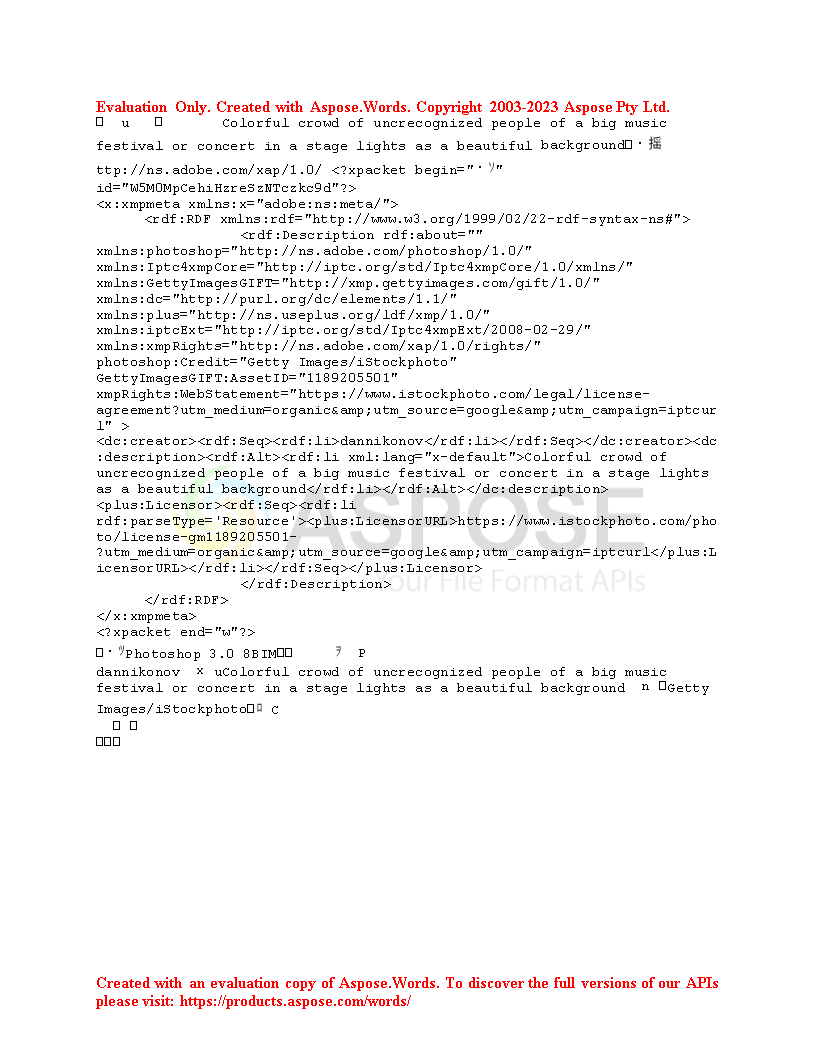 Evaluation Only. Created with Aspose.Words. Copyright 2003-2023 Aspose Pty Ltd.
u Colorful crowd of uncrecognized people of a big music
festival or concert in a stage lights as a beautiful background・摇
ttp://ns.adobe.com/xap/1.0/ <?xpacket begin="・ｿ"
id="W5M0MpCehiHzreSzNTczkc9d"?>
<x:xmpmeta xmlns:x="adobe:ns:meta/">
<rdf:RDF xmlns:rdf="http://www.w3.org/1999/02/22-rdf-syntax-ns#">
<rdf:Description rdf:about=""
xmlns:photoshop="http://ns.adobe.com/photoshop/1.0/"
xmlns:Iptc4xmpCore="http://iptc.org/std/Iptc4xmpCore/1.0/xmlns/"
xmlns:GettyImagesGIFT="http://xmp.gettyimages.com/gift/1.0/"
xmlns:dc="http://purl.org/dc/elements/1.1/"
xmlns:plus="http://ns.useplus.org/ldf/xmp/1.0/"
xmlns:iptcExt="http://iptc.org/std/Iptc4xmpExt/2008-02-29/"
xmlns:xmpRights="http://ns.adobe.com/xap/1.0/rights/"
photoshop:Credit="Getty Images/iStockphoto"
GettyImagesGIFT:AssetID="1189205501"
xmpRights:WebStatement="https://www.istockphoto.com/legal/license-
agreement?utm_medium=organic&amp;utm_source=google&amp;utm_campaign=iptcur
l" >
<dc:creator><rdf:Seq><rdf:li>dannikonov</rdf:li></rdf:Seq></dc:creator><dc
:description><rdf:Alt><rdf:li xml:lang="x-default">Colorful crowd of
uncrecognized people of a big music festival or concert in a stage lights
as a beautiful background</rdf:li></rdf:Alt></dc:description>
<plus:Licensor><rdf:Seq><rdf:li
rdf:parseType='Resource'><plus:LicensorURL>https://www.istockphoto.com/pho
to/license-gm1189205501-
?utm_medium=organic&amp;utm_source=google&amp;utm_campaign=iptcurl</plus:L
icensorURL></rdf:li></rdf:Seq></plus:Licensor>
</rdf:Description>
</rdf:RDF>
</x:xmpmeta>
<?xpacket end="w"?>
・ｿPhotoshop 3.0 8BIM ｦ P
dannikonov x uColorful crowd of uncrecognized people of a big music
festival or concert in a stage lights as a beautiful background n Getty
Images/iStockphoto C
ASPOSE
Your File Format APIs
Created with an evaluation copy of Aspose.Words. To discover the full versions of our APIs
please visit: https://products.aspose.com/words/